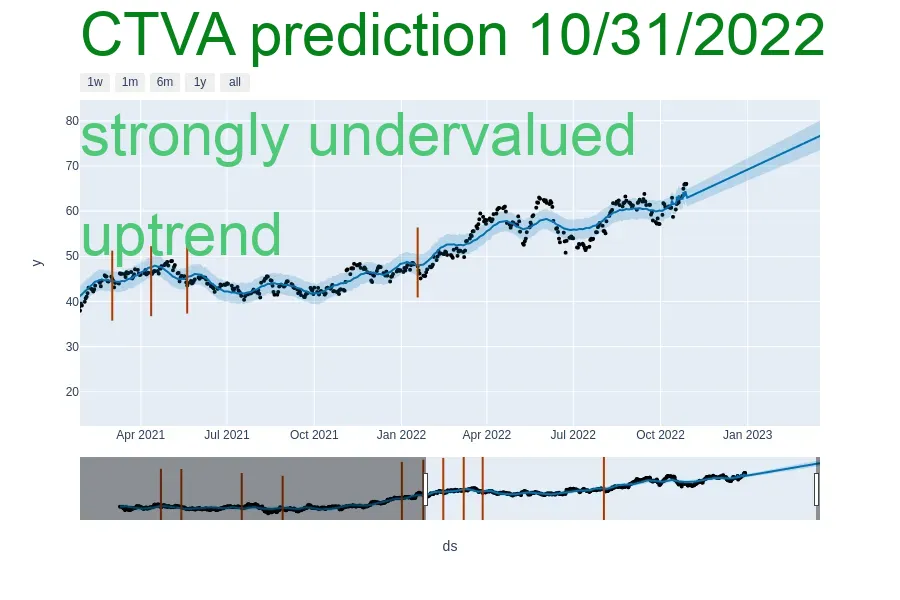 CTVA prediction 10/31/2022
1w 1m 6m 1y all
strongly undervalued
uptrend
80
70
60
50
40
30
20
y
Apr 2021 Jul 2021 Oct 2021 Jan 2022 Apr 2022 Jul 2022 Oct 2022 Jan 2023
ds